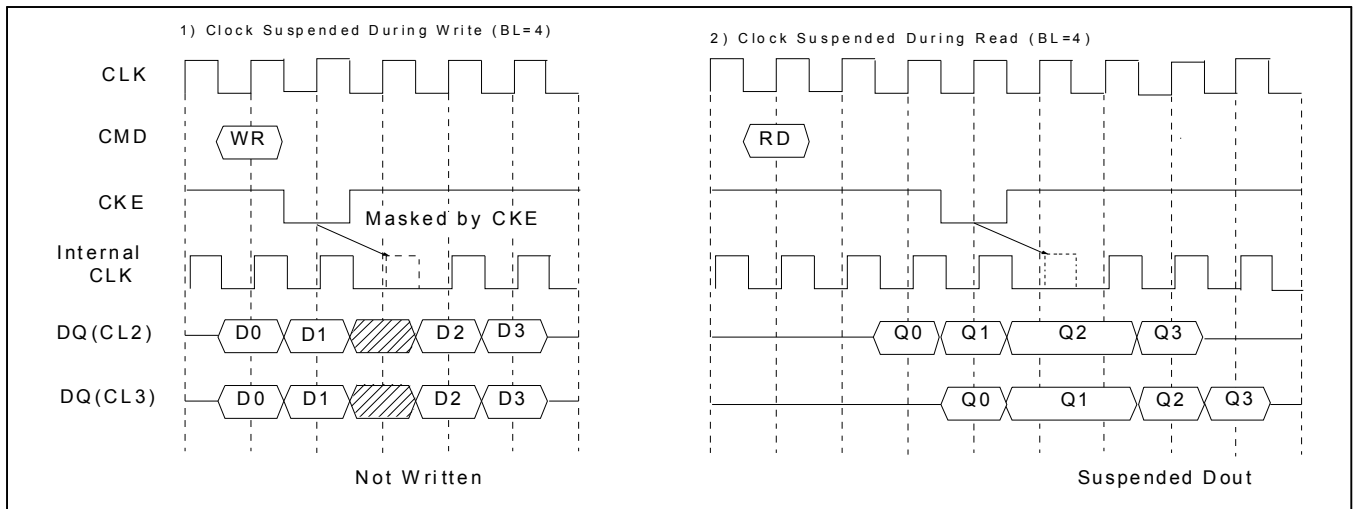 1) Clock Suspended During Write (BL=4)
2) Clock Suspended During Read (BL=4)
CLK
CMD
WR
RD
CKE
Masked by CKE
Internal
CLK
DQ(CL2)
D0 D1 D2 D3
Q0 Q1 Q2 Q3
DQ(CL3)
D0 D1 D2 D3
Q0 Q1 Q2 Q3
Not Written
Suspended Dout